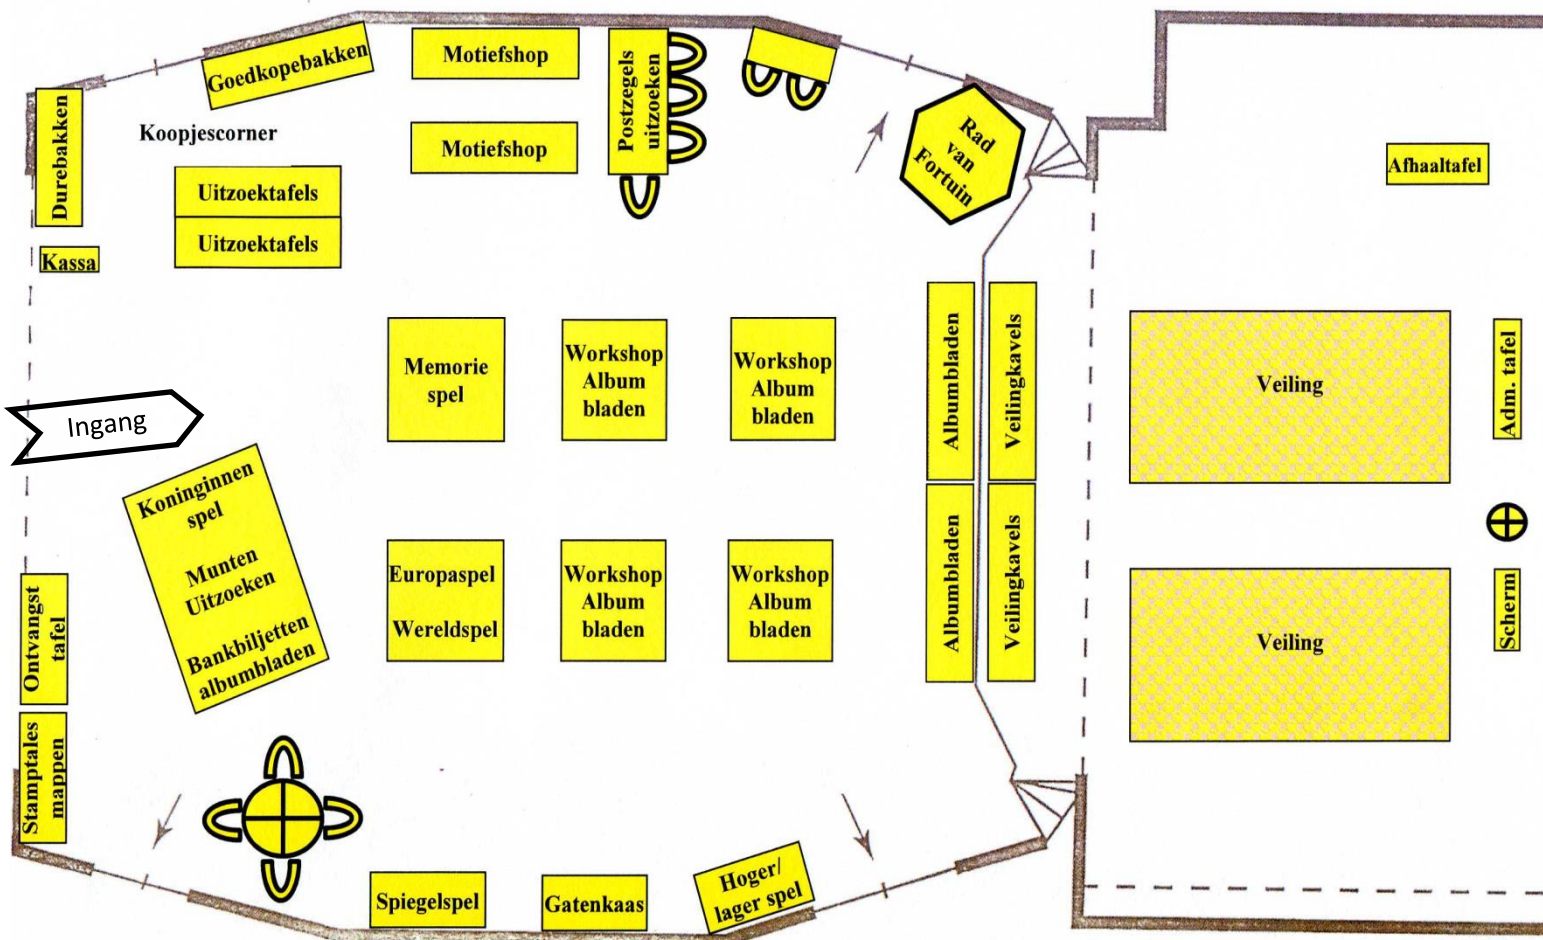 Goedkopebakken
Motiefshop
Postzegels
uitzoeken
Durebakken
Koopjescorner
Motiefshop
Rad
van
Fortuin
Afhaaltafel
Uitzoektafels
Uitzoektafels
Kassa
Memorie
spel
Workshop
Album
bladen
Workshop
Album
bladen
Albumbladen
Veilingkavels
Veiling
Adm. tafel
Ingang
Koninginnen
spel
Munten
Uitzoeken
Bankbiljetten
albumbladen
Europaspel
Wereldspel
Workshop
Album
bladen
Workshop
Album
bladen
Albumbladen
Veilingkavels
Veiling
Scherm
Ontvangst
tafel
Stamptales
mappen
Spiegelspel
Gatenkaas
Hoger/
lager spel